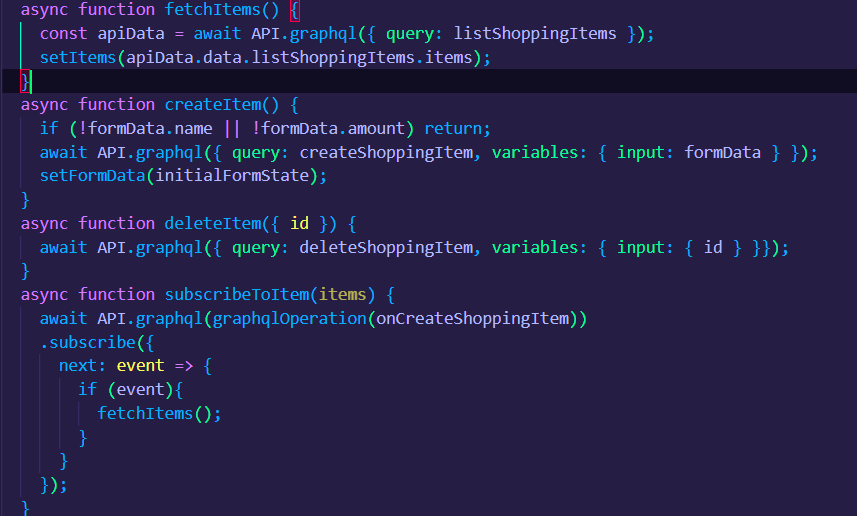 async function fetchItems() {
const apiData = await API.graphql({ query: listShoppingItems });
setItems(apiData.data.listShoppingItems.items);
}
async function createItem() {
if (!formData.name || !formData.amount) return;
await API.graphql({ query: createShoppingItem, variables: { input: formData } });
setFormData(initialFormState);
}
async function deleteItem({ id }) {
await API.graphql({ query: deleteShoppingItem, variables: { input: { id } }});
}
async function subscribeToItem(items) {
await API.graphql(graphqlOperation(onCreateShoppingItem))
.subscribe({
next: event => {
if (event){
fetchItems();
}
}
});
}